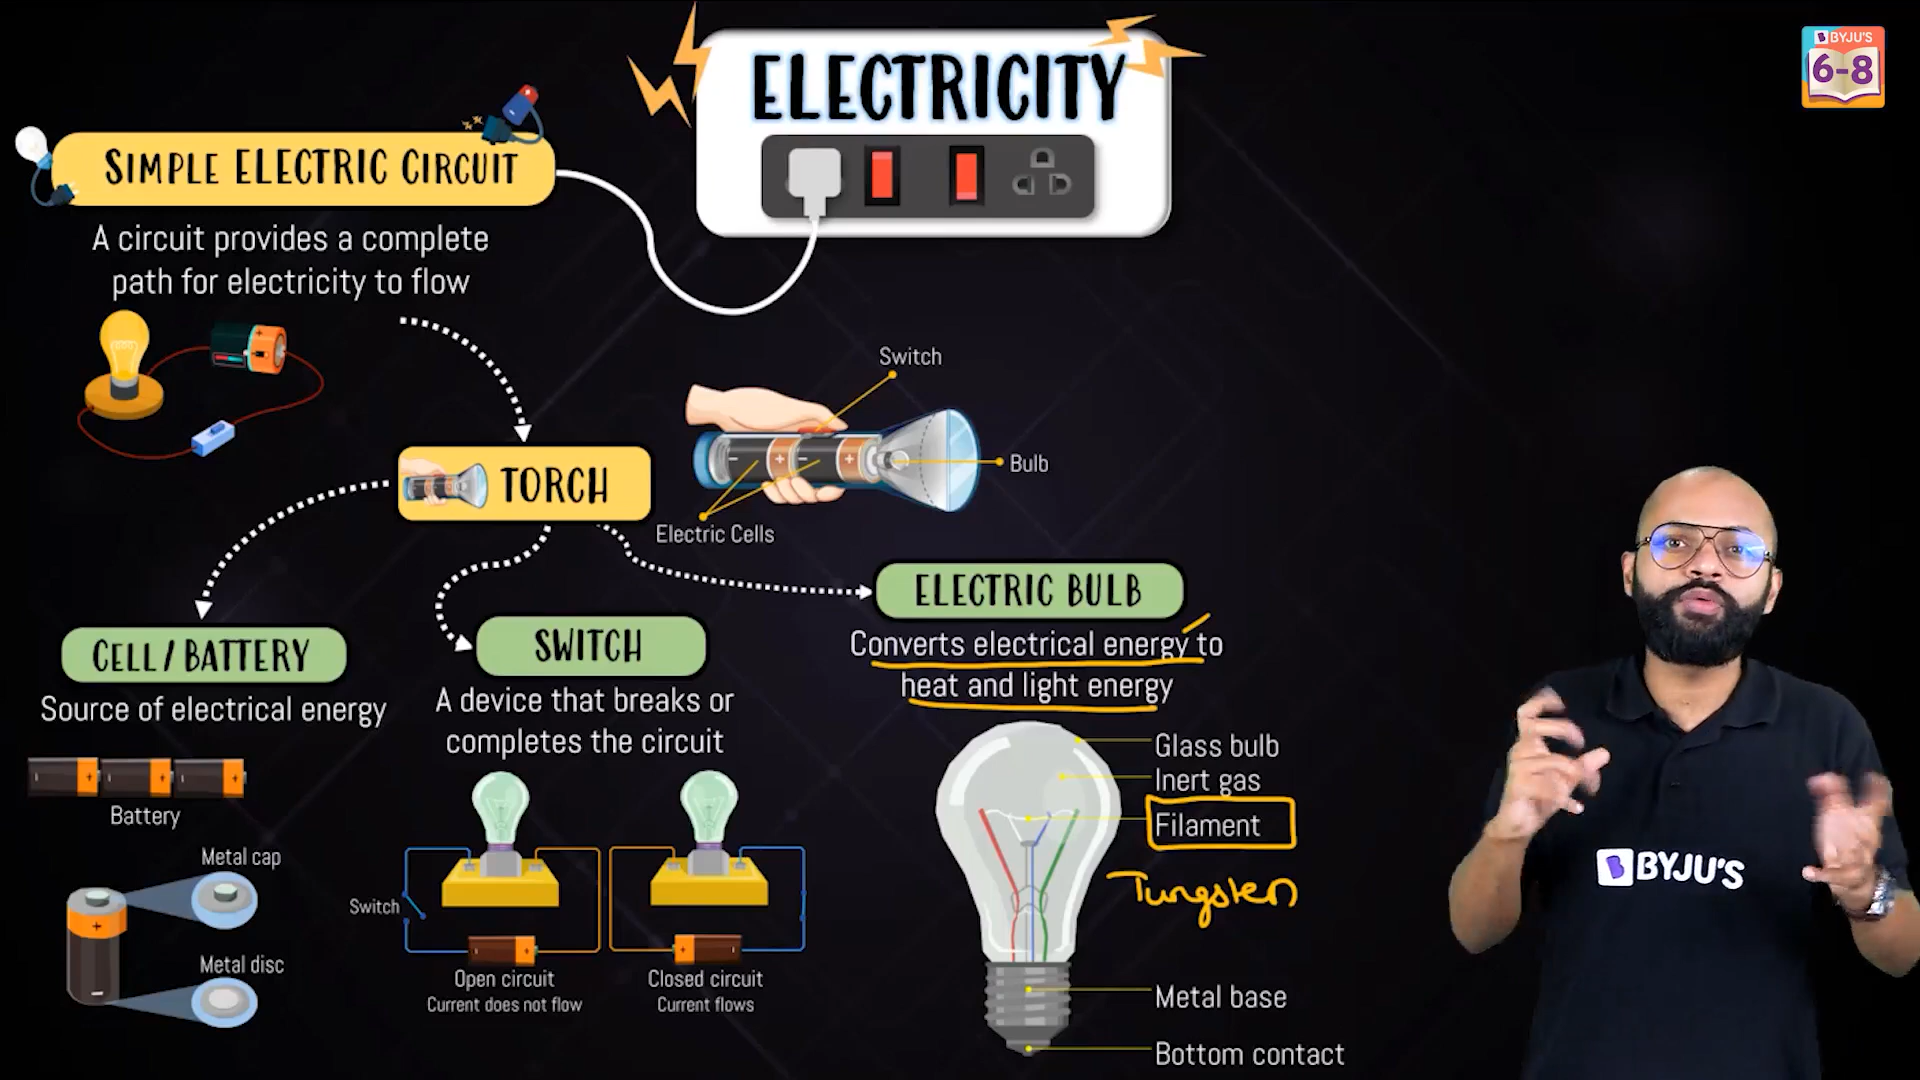 ELECTRICITY
BYJU'S
6-8
SIMPLE ELECTRIC CIRCUIT
A circuit provides a complete
path for electricity to flow
TORCH
Switch
Bulb
Electric Cells
CELL/BATTERY
Source of electrical energy
Battery
Metal cap
Metal disc
SWITCH
A device that breaks or
completes the circuit
Switch
Open circuit
Current does not flow
Closed circuit
Current flows
ELECTRIC BULB
Converts electrical energy to
heat and light energy
Glass bulb
Inert gas
Filament
Tungsten
Metal base
Bottom contact
BYJU'S